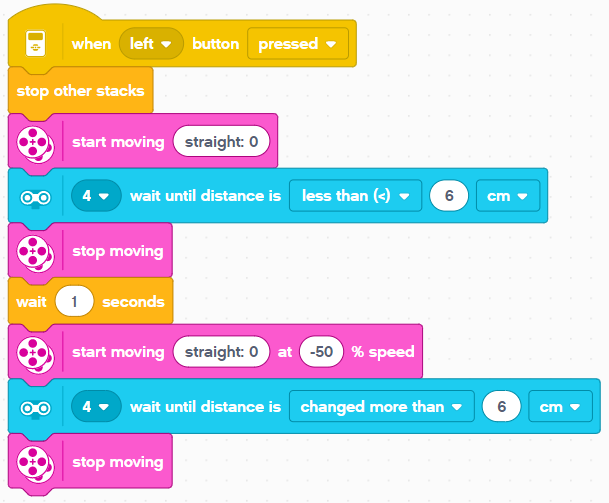 when left button pressed
stop other stacks
start moving straight: 0
4 wait until distance is less than (<) 6 cm
stop moving
wait 1 seconds
start moving straight: 0 at -50 % speed
4 wait until distance is changed more than 6 cm
stop moving